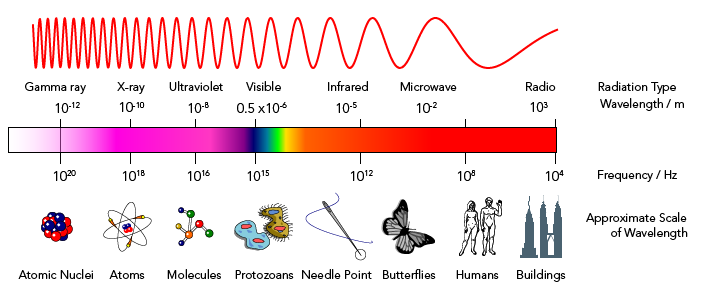 Gamma ray X-ray Ultraviolet Visible Infrared Microwave Radio Radiation Type
10⁻¹² 10⁻¹⁰ 10⁻⁸ 0.5 x10⁻⁶ 10⁻⁵ 10⁻² 10³ Wavelength / m
10²⁰ 10¹⁸ 10¹⁶ 10¹⁵ 10¹² 10⁸ 10⁴ Frequency / Hz
Approximate Scale
of Wavelength
Atomic Nuclei Atoms Molecules Protozoans Needle Point Butterflies Humans Buildings